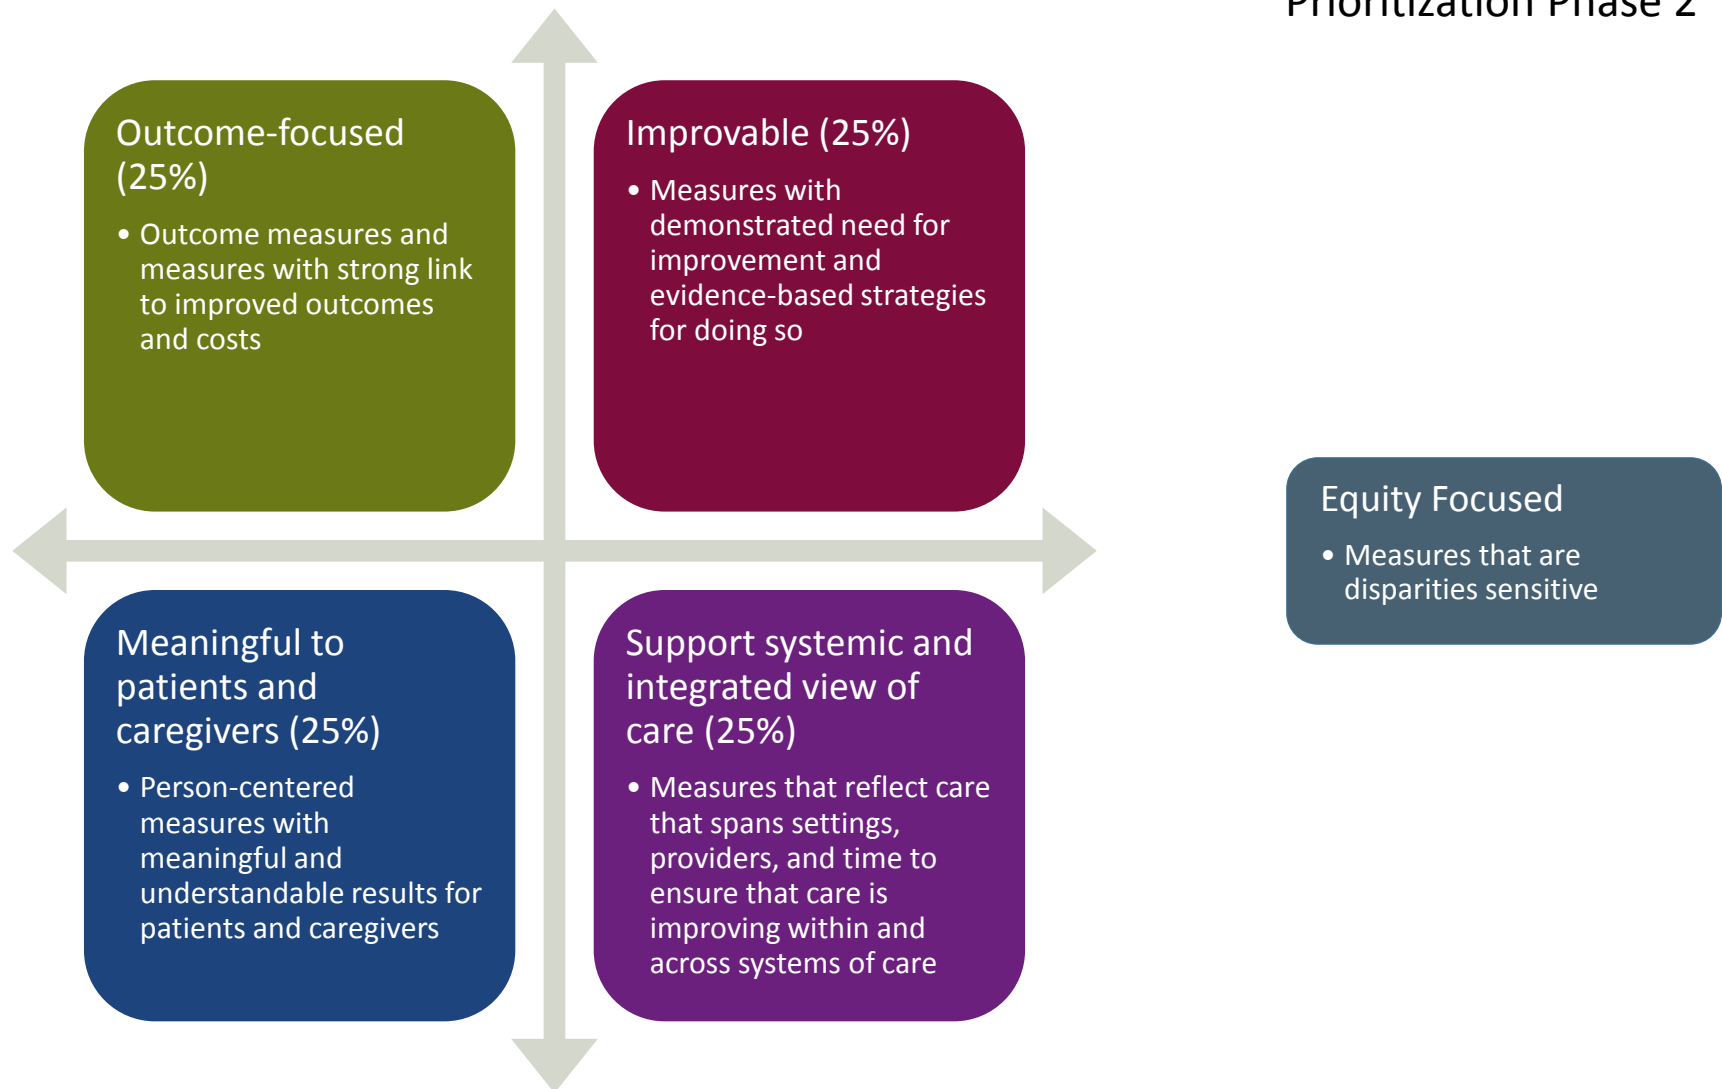 Prioritization Phase 2
Outcome-focused
(25%)
• Outcome measures and
measures with strong link
to improved outcomes
and costs
Improvable (25%)
• Measures with
demonstrated need for
improvement and
evidence-based strategies
for doing so
Meaningful to
patients and
caregivers (25%)
• Person-centered
measures with
meaningful and
understandable results for
patients and caregivers
Support systemic and
integrated view of
care (25%)
• Measures that reflect care
that spans settings,
providers, and time to
ensure that care is
improving within and
across systems of care
Equity Focused
• Measures that are
disparities sensitive